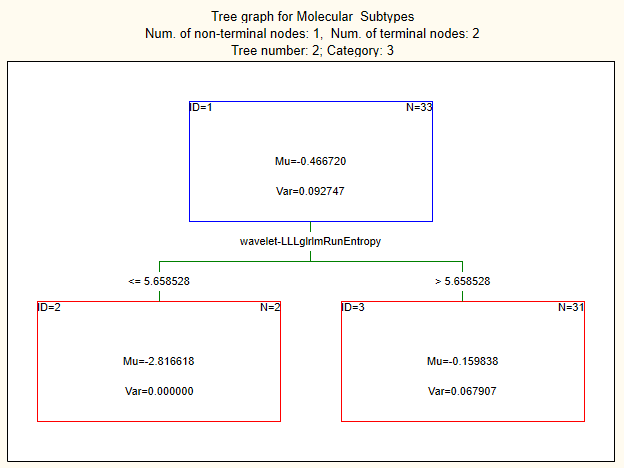 Tree graph for Molecular  Subtypes
Num. of non-terminal nodes: 1,  Num. of terminal nodes: 2
Tree number: 2; Category: 3
ID=1 N=33
Mu=-0.466720
Var=0.092747
wavelet-LLLglrlmRunEntropy
<= 5.658528 > 5.658528
ID=2 N=2 ID=3 N=31
Mu=-2.816618 Mu=-0.159838
Var=0.000000 Var=0.067907